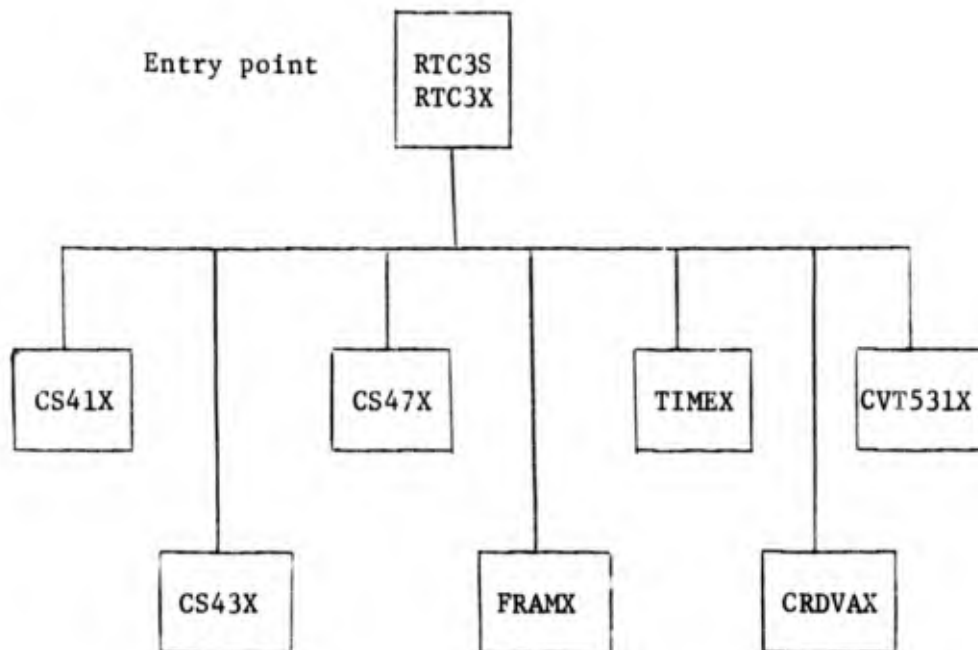 Entry point
RTC3S
RTC3X
CS41X
CS47X
TIMEX
CVT531X
CS43X
FRAMX
CRDVAX